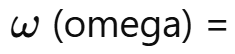 ω (omega) =